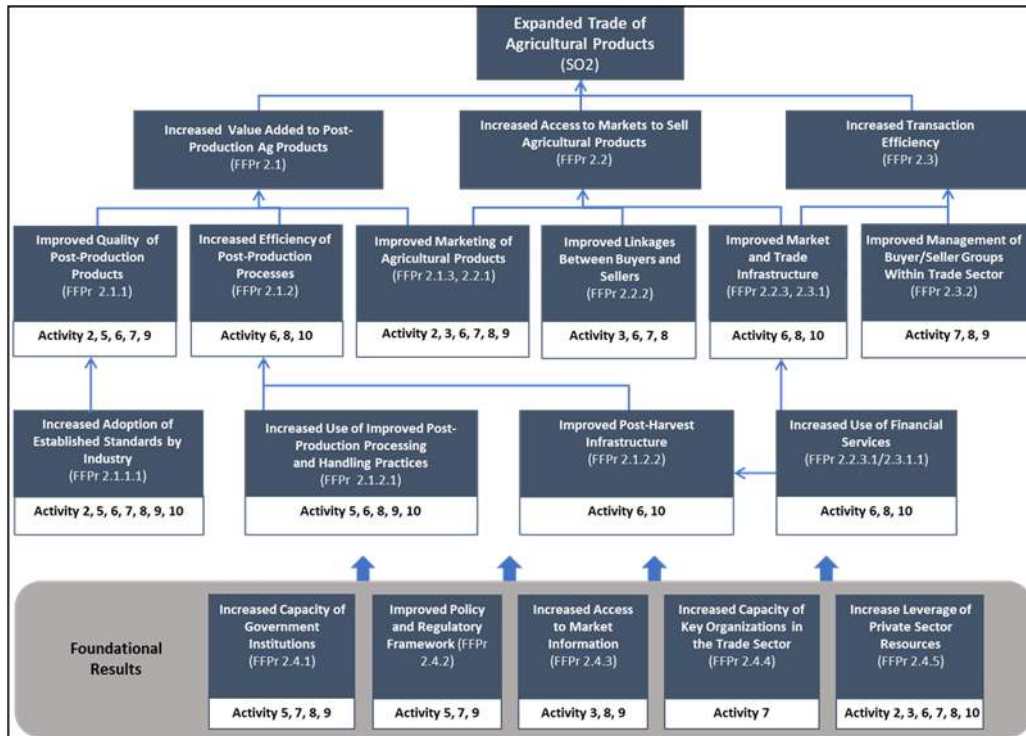 Expanded Trade of
Agricultural Products
(SO2)
Increased Value Added to Post-
Production Ag Products
(FFPr 2.1)
Increased Access to Markets to Sell
Agricultural Products
(FFPr 2.2)
Increased Transaction
Efficiency
(FFPr 2.3)
Improved Quality of
Post-Production
Products
(FFPr 2.1.1)
Activity 2, 5, 6, 7, 9
Increased Efficiency of
Post-Production
Processes
(FFPr 2.1.2)
Activity 6, 8, 10
Improved Marketing of
Agricultural Products
(FFPr 2.1.3, 2.2.1)
Activity 2, 3, 6, 7, 8, 9
Improved Linkages
Between Buyers and
Sellers
(FFPr 2.2.2)
Activity 3, 6, 7, 8
Improved Market
and Trade
Infrastructure
(FFPr 2.2.3, 2.3.1)
Activity 6, 8, 10
Improved Management of
Buyer/Seller Groups
Within Trade Sector
(FFPr 2.3.2)
Activity 7, 8, 9
Increased Adoption of
Established Standards by
Industry
(FFPr 2.1.1.1)
Activity 2, 5, 6, 7, 8, 9, 10
Increased Use of Improved Post-
Production Processing
and Handling Practices
(FFPr 2.1.2.1)
Activity 5, 6, 8, 9, 10
Improved Post-Harvest
Infrastructure
(FFPr 2.1.2.2)
Activity 6, 10
Increased Use of Financial
Services
(FFPr 2.2.3.1/2.3.1.1)
Activity 6, 8, 10
Foundational
Results
Increased Capacity of
Government
Institutions
(FFPr 2.4.1)
Activity 5, 7, 8, 9
Improved Policy
and Regulatory
Framework (FFPr
2.4.2)
Activity 5, 7, 9
Increased Access
to Market
Information
(FFPr 2.4.3)
Activity 3, 8, 9
Increased Capacity of
Key Organizations in
the Trade Sector
(FFPr 2.4.4)
Activity 7
Increase Leverage of
Private Sector
Resources
(FFPr 2.4.5)
Activity 2, 3, 6, 7, 8, 10